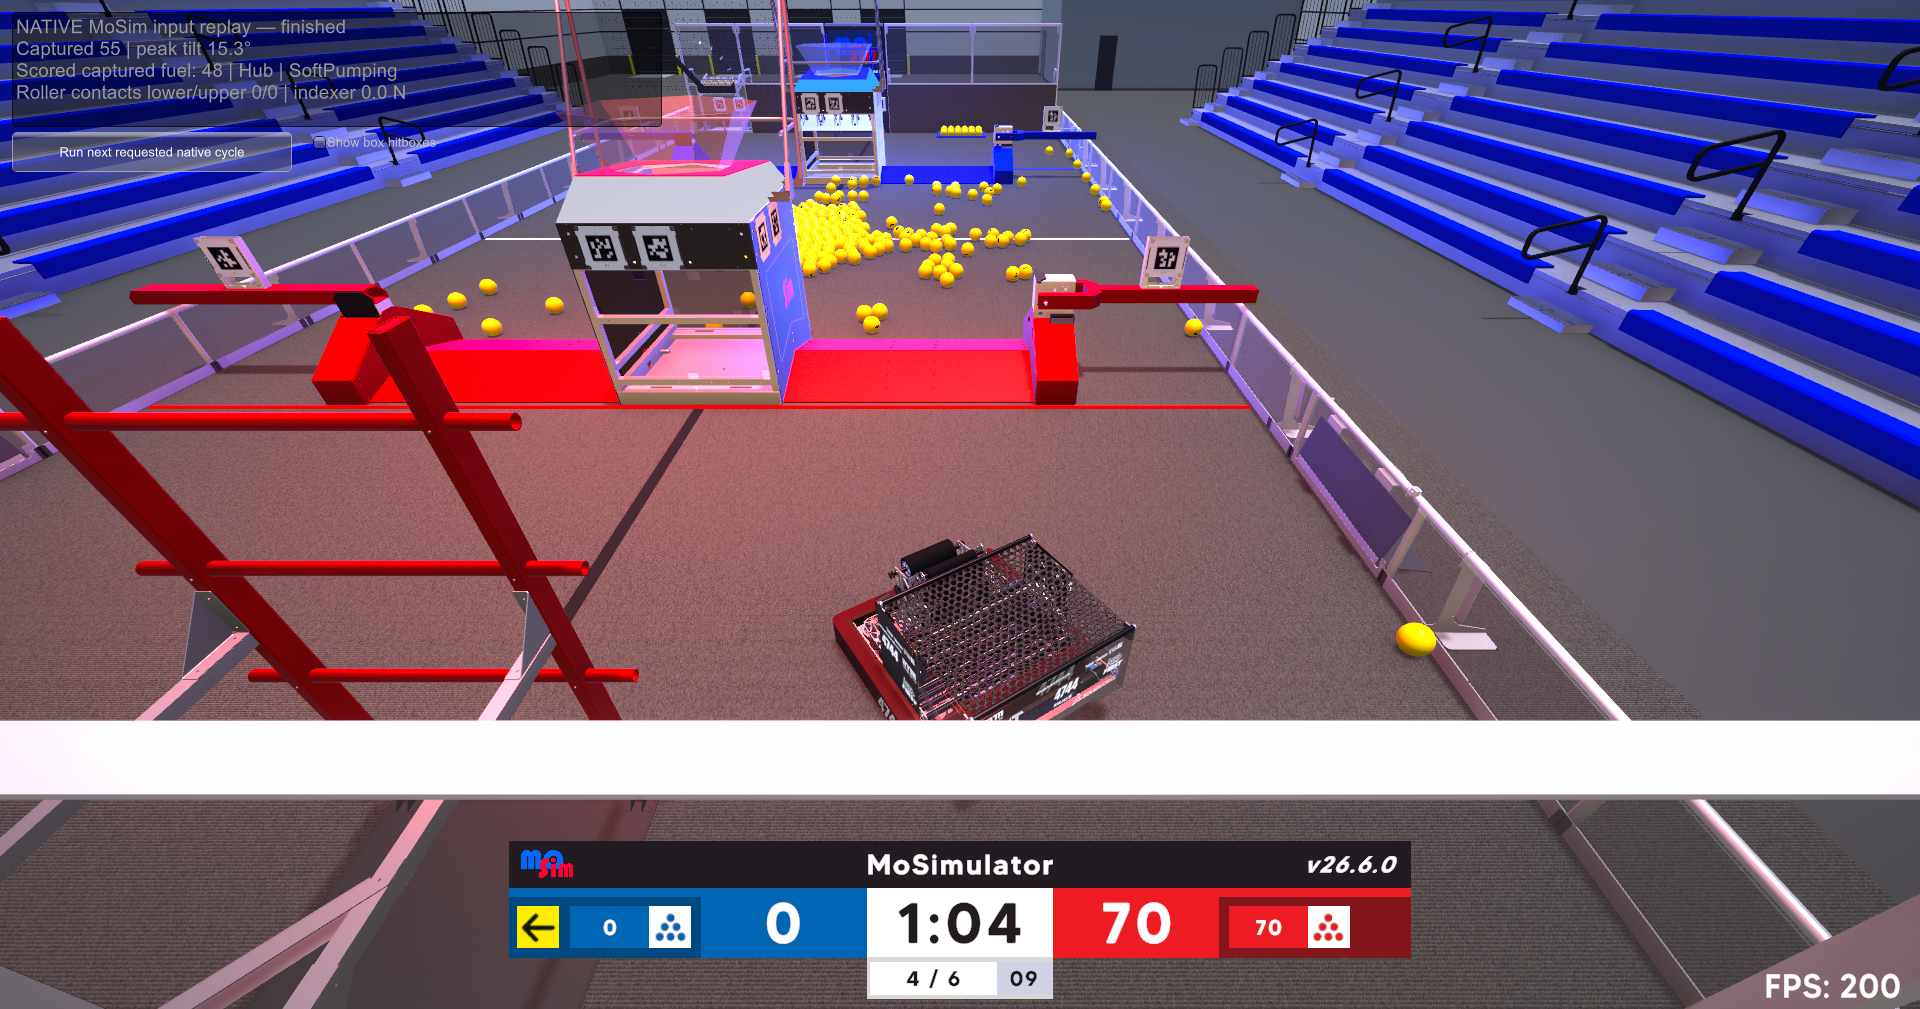 NATIVE MoSim input replay — finished
Captured 55 | peak tilt 15.3°
Scored captured fuel: 48 | Hub | SoftPumping
Roller contacts lower/upper 0/0 | indexer 0.0 N
Run next requested native cycle
Show box hitboxes
4744
mosim
MoSimulator
v26.6.0
0
0
1:04
70
70
4 / 6
09
FPS: 200